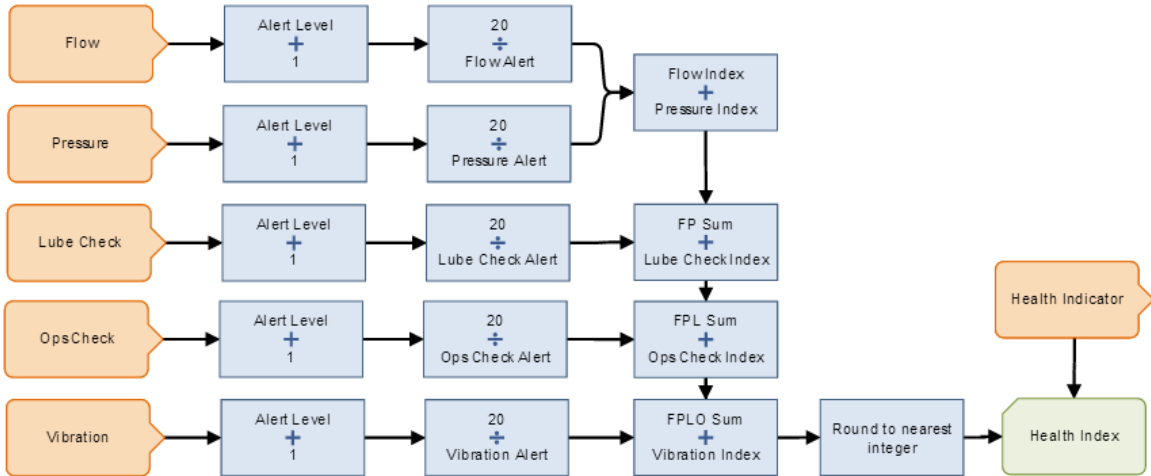 Flow
Alert Level
+
1
20
÷
Flow Alert
Flow Index
+
Pressure Index
Pressure
Alert Level
+
1
20
÷
Pressure Alert
Lube Check
Alert Level
+
1
20
÷
Lube Check Alert
FP Sum
+
Lube Check Index
Ops Check
Alert Level
+
1
20
÷
Ops Check Alert
FPL Sum
+
Ops Check Index
Health Indicator
Vibration
Alert Level
+
1
20
÷
Vibration Alert
FPLO Sum
+
Vibration Index
Round to nearest
integer
Health Index